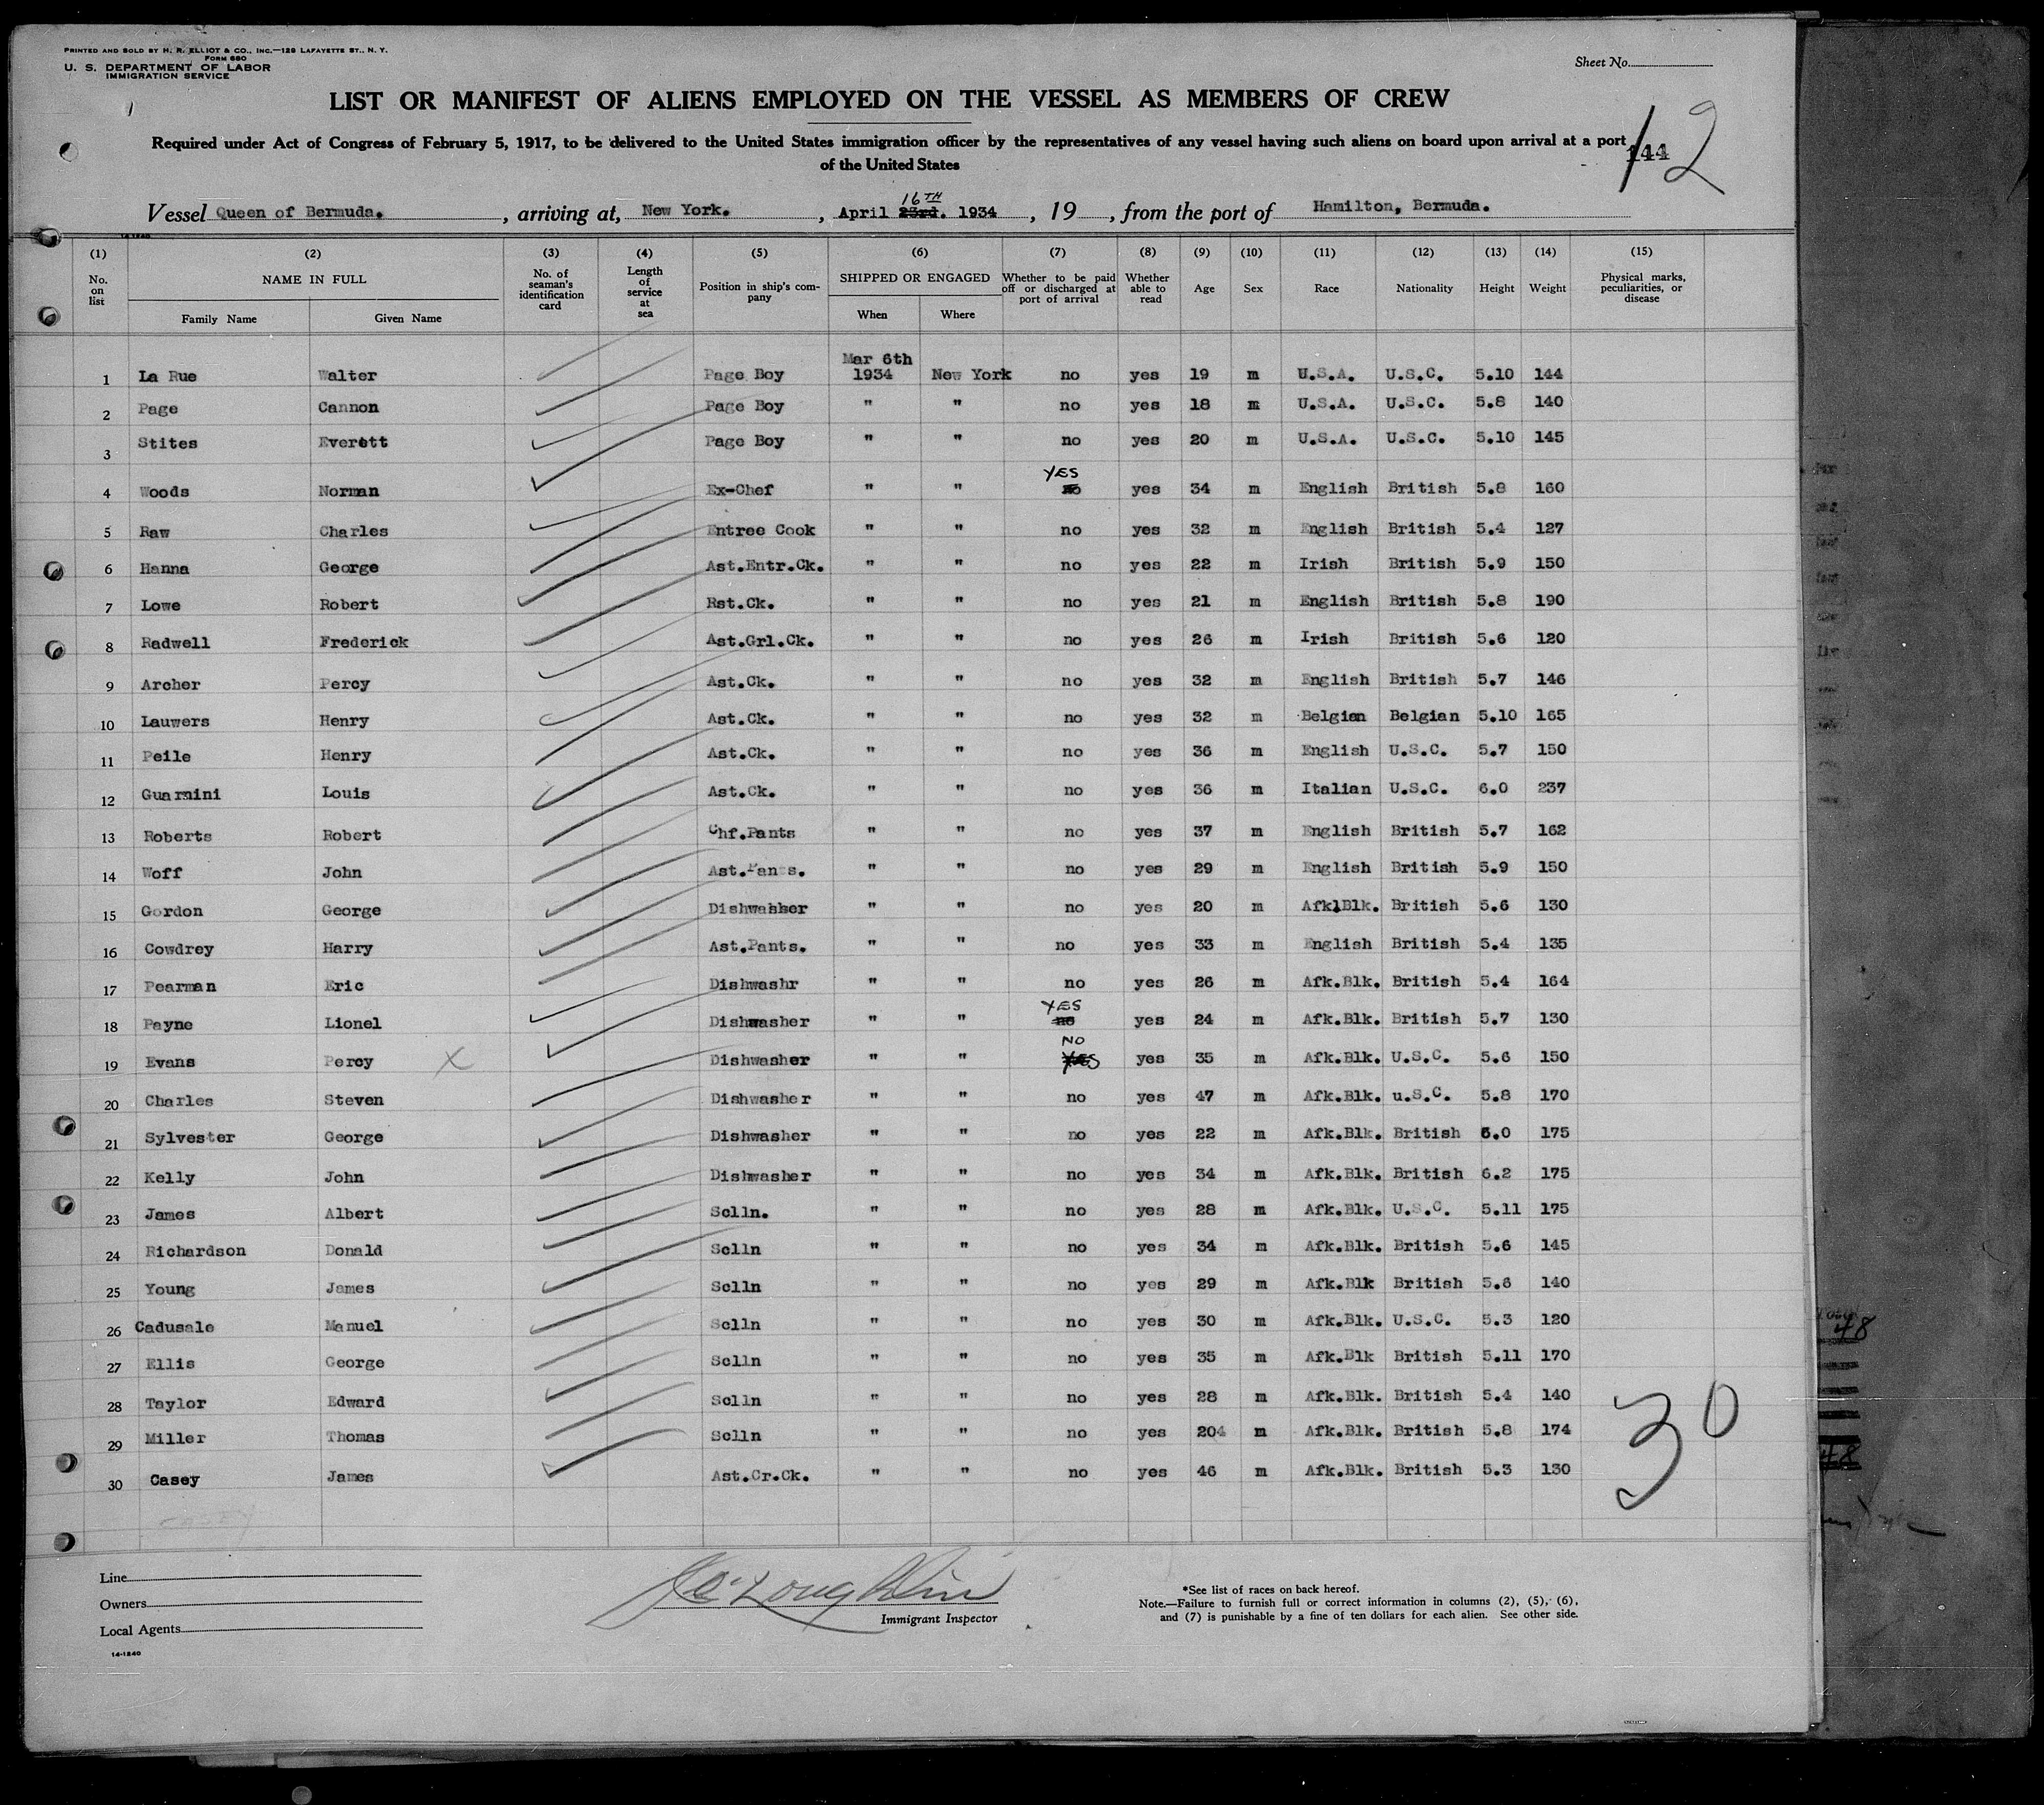 PRINTED AND SOLD BY H. R. ELLIOT & CO., INC.—128 LAFAYETTE ST., N. Y.
FORM 680
U. S. DEPARTMENT OF LABOR
IMMIGRATION SERVICE
Sheet No.
LIST OR MANIFEST OF ALIENS EMPLOYED ON THE VESSEL AS MEMBERS OF CREW
Required under Act of Congress of February 5, 1917, to be delivered to the United States immigration officer by the representatives of any vessel having such aliens on board upon arrival at a port
of the United States
144
12
16TH
Vessel Queen of Bermuda. , arriving at, New York. , April 23rd. 1934 , 19 , from the port of Hamilton, Bermuda.
14-1240
(1) (2) (3) (4) (5) (6) (7) (8) (9) (10) (11) (12) (13) (14) (15)
No. on list NAME IN FULL Family Name Given Name No. of seaman's identification card Length of service at sea Position in ship's company SHIPPED OR ENGAGED When Where Whether to be paid off or discharged at port of arrival Whether able to read Age Sex Race Nationality Height Weight Physical marks, peculiarities, or disease
Mar 6th
1 La Rue Walter Page Boy 1934 New York no yes 19 m U.S.A. U.S.C. 5.10 144
2 Page Cannon Page Boy " " no yes 18 m U.S.A. U.S.C. 5.8 140
3 Stites Everett Page Boy " " no yes 20 m U.S.A. U.S.C. 5.10 145
YES
4 Woods Norman Ex-Chef " " no yes 34 m English British 5.8 160
5 Raw Charles Entree Cook " " no yes 32 m English British 5.4 127
6 Hanna George Ast.Entr.Ck. " " no yes 22 m Irish British 5.9 150
7 Lowe Robert Rst.Ck. " " no yes 21 m English British 5.8 190
8 Radwell Frederick Ast.Grl.Ck. " " no yes 26 m Irish British 5.6 120
9 Archer Percy Ast.Ck. " " no yes 32 m English British 5.7 146
10 Lauwers Henry Ast.Ck. " " no yes 32 m Belgian Belgian 5.10 165
11 Peile Henry Ast.Ck. " " no yes 36 m English U.S.C. 5.7 150
12 Guarnini Louis Ast.Ck. " " no yes 36 m Italian U.S.C. 6.0 237
13 Roberts Robert Chf.Pants " " no yes 37 m English British 5.7 162
14 Woff John Ast.Pants. " " no yes 29 m English British 5.9 150
15 Gordon George Dishwahher " " no yes 20 m AfklBlk. British 5.6 130
16 Cowdrey Harry Ast.Pants. " " no yes 33 m English British 5.4 135
17 Pearman Eric Dishwashr " " no yes 26 m Afk.Blk. British 5.4 164
YES
18 Payne Lionel Dishwasher " " no yes 24 m Afk.Blk. British 5.7 130
NO
19 Evans Percy X Dishwasher " " YES yes 35 m Afk.Blk. U.S.C. 5.6 150
20 Charles Steven Dishwasher " " no yes 47 m Afk.Blk. u.S.C. 5.8 170
21 Sylvester George Dishwasher " " no yes 22 m Afk.Blk. British 6.0 175
22 Kelly John Dishwasher " " no yes 34 m Afk.Blk. British 6.2 175
23 James Albert Sclln. " " no yes 28 m Afk.Blk. U.S.C. 5.11 175
24 Richardson Donald Sclln " " no yes 34 m Afk.Blk. British 5.6 145
25 Young James Sclln " " no yes 29 m Afk.Blk British 5.6 140
26 Cadusale Manuel Sclln " " no yes 30 m Afk.Blk. U.S.C. 5.3 120
27 Ellis George Sclln " " no yes 35 m Afk.Blk British 5.11 170
28 Taylor Edward Sclln " " no yes 28 m Afk.Blk. British 5.4 140
29 Miller Thomas Sclln " " no yes 204 m Afk.Blk. British 5.8 174
30 Casey James Ast.Cr.Ck. " " no yes 46 m Afk.Blk. British 5.3 130
CASEY
30
48
48
Line
Owners
Local Agents
14-1240
Immigrant Inspector
*See list of races on back hereof.
Note.—Failure to furnish full or correct information in columns (2), (5), (6),
and (7) is punishable by a fine of ten dollars for each alien. See other side.